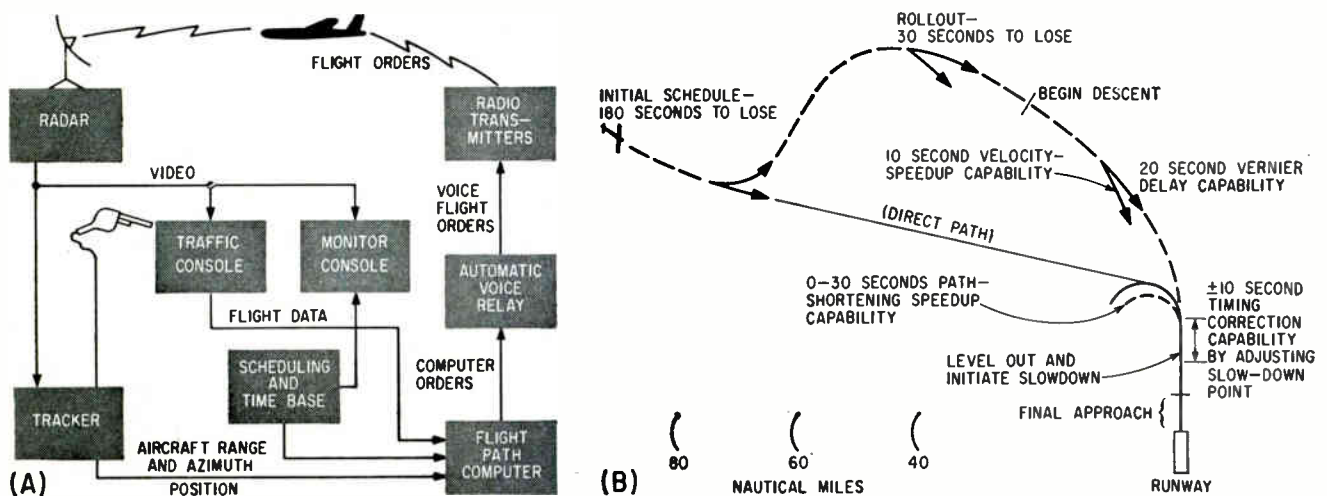 FLIGHT ORDERS
RADAR
RADIO
TRANS-
MITTERS
VIDEO
VOICE
FLIGHT
ORDERS
TRAFFIC
CONSOLE
MONITOR
CONSOLE
AUTOMATIC
VOICE
RELAY
FLIGHT DATA
SCHEDULING
AND
TIME BASE
COMPUTER
ORDERS
TRACKER
AIRCRAFT RANGE
AND AZIMUTH
POSITION
FLIGHT
PATH
COMPUTER
(A)
ROLLOUT—
30 SECONDS TO LOSE
INITIAL SCHEDULE—
180 SECONDS TO LOSE
BEGIN DESCENT
10 SECOND VELOCITY-
SPEEDUP CAPABILITY
20 SECOND VERNIER
DELAY CAPABILITY
(DIRECT PATH)
0-30 SECONDS PATH-
SHORTENING SPEEDUP
CAPABILITY
±10 SECOND
TIMING
CORRECTION
CAPABILITY
BY ADJUSTING
SLOW-DOWN
POINT
LEVEL OUT AND
INITIATE SLOWDOWN
FINAL APPROACH
80 60 40
NAUTICAL MILES
RUNWAY
(B)